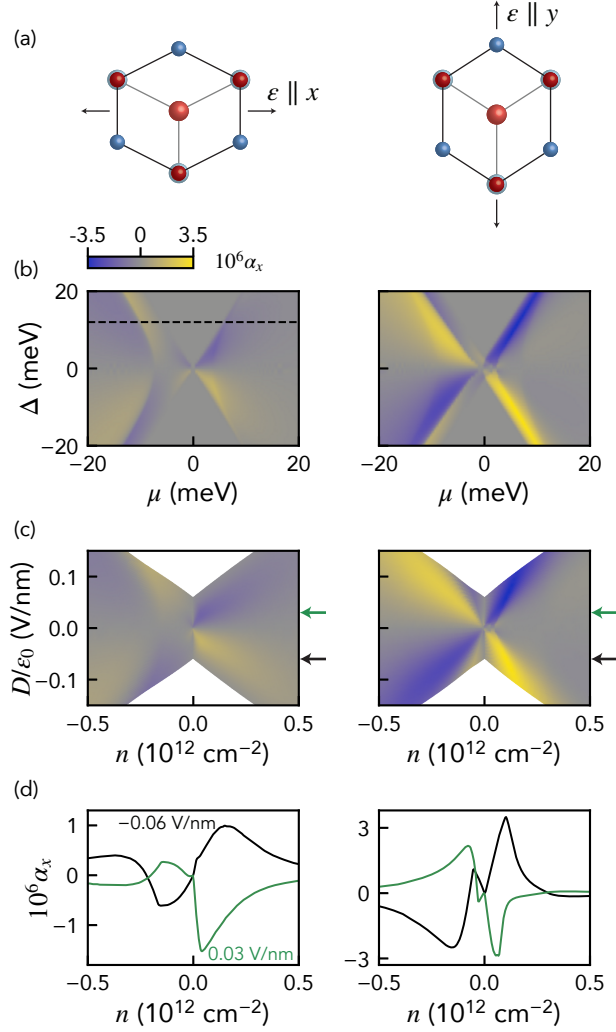 (a)
ε ∥ x
ε ∥ y
-3.5 0 3.5
10⁶αₓ
(b)
20
0
−20
Δ (meV)
−20 0 20
μ (meV)
−20 0 20
μ (meV)
(c)
0.1
0.0
−0.1
D/ε₀ (V/nm)
−0.5 0.0 0.5
n (10¹² cm⁻²)
−0.5 0.0 0.5
n (10¹² cm⁻²)
(d)
1
0
−1
10⁶αₓ
−0.06 V/nm
0.03 V/nm
−0.5 0.0 0.5
n (10¹² cm⁻²)
3
0
−3
−0.5 0.0 0.5
n (10¹² cm⁻²)